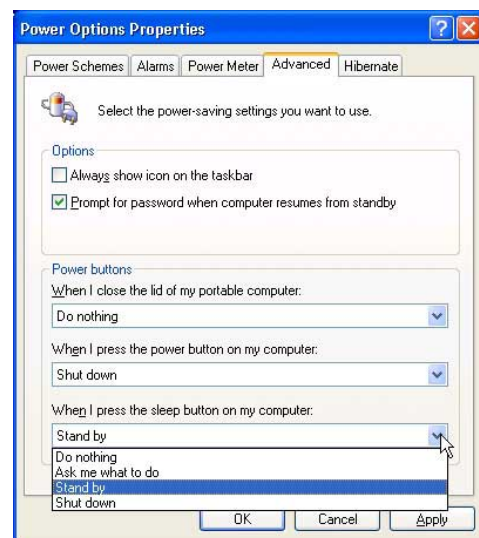 Power Options Properties
Power Schemes Alarms Power Meter Advanced Hibernate
Select the power-saving settings you want to use.
Options
Always show icon on the taskbar
Prompt for password when computer resumes from standby
Power buttons
When I close the lid of my portable computer:
Do nothing
When I press the power button on my computer:
Shut down
When I press the sleep button on my computer:
Stand by
Do nothing
Ask me what to do
Stand by
Shut down
OK Cancel Apply